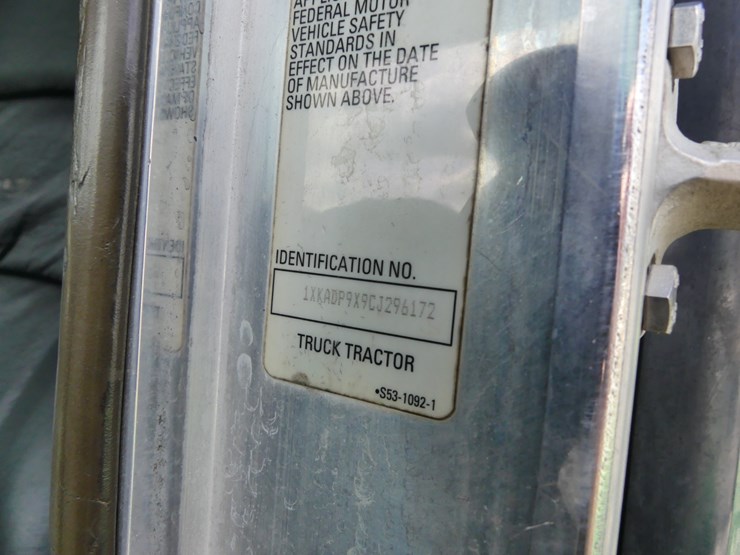 FEDERAL MOTOR
VEHICLE SAFETY
STANDARDS IN
EFFECT ON THE DATE
OF MANUFACTURE
SHOWN ABOVE.
IDENTIFICATION NO.
1XKADP9X9CJ296172
TRUCK TRACTOR
•S53-1092-1